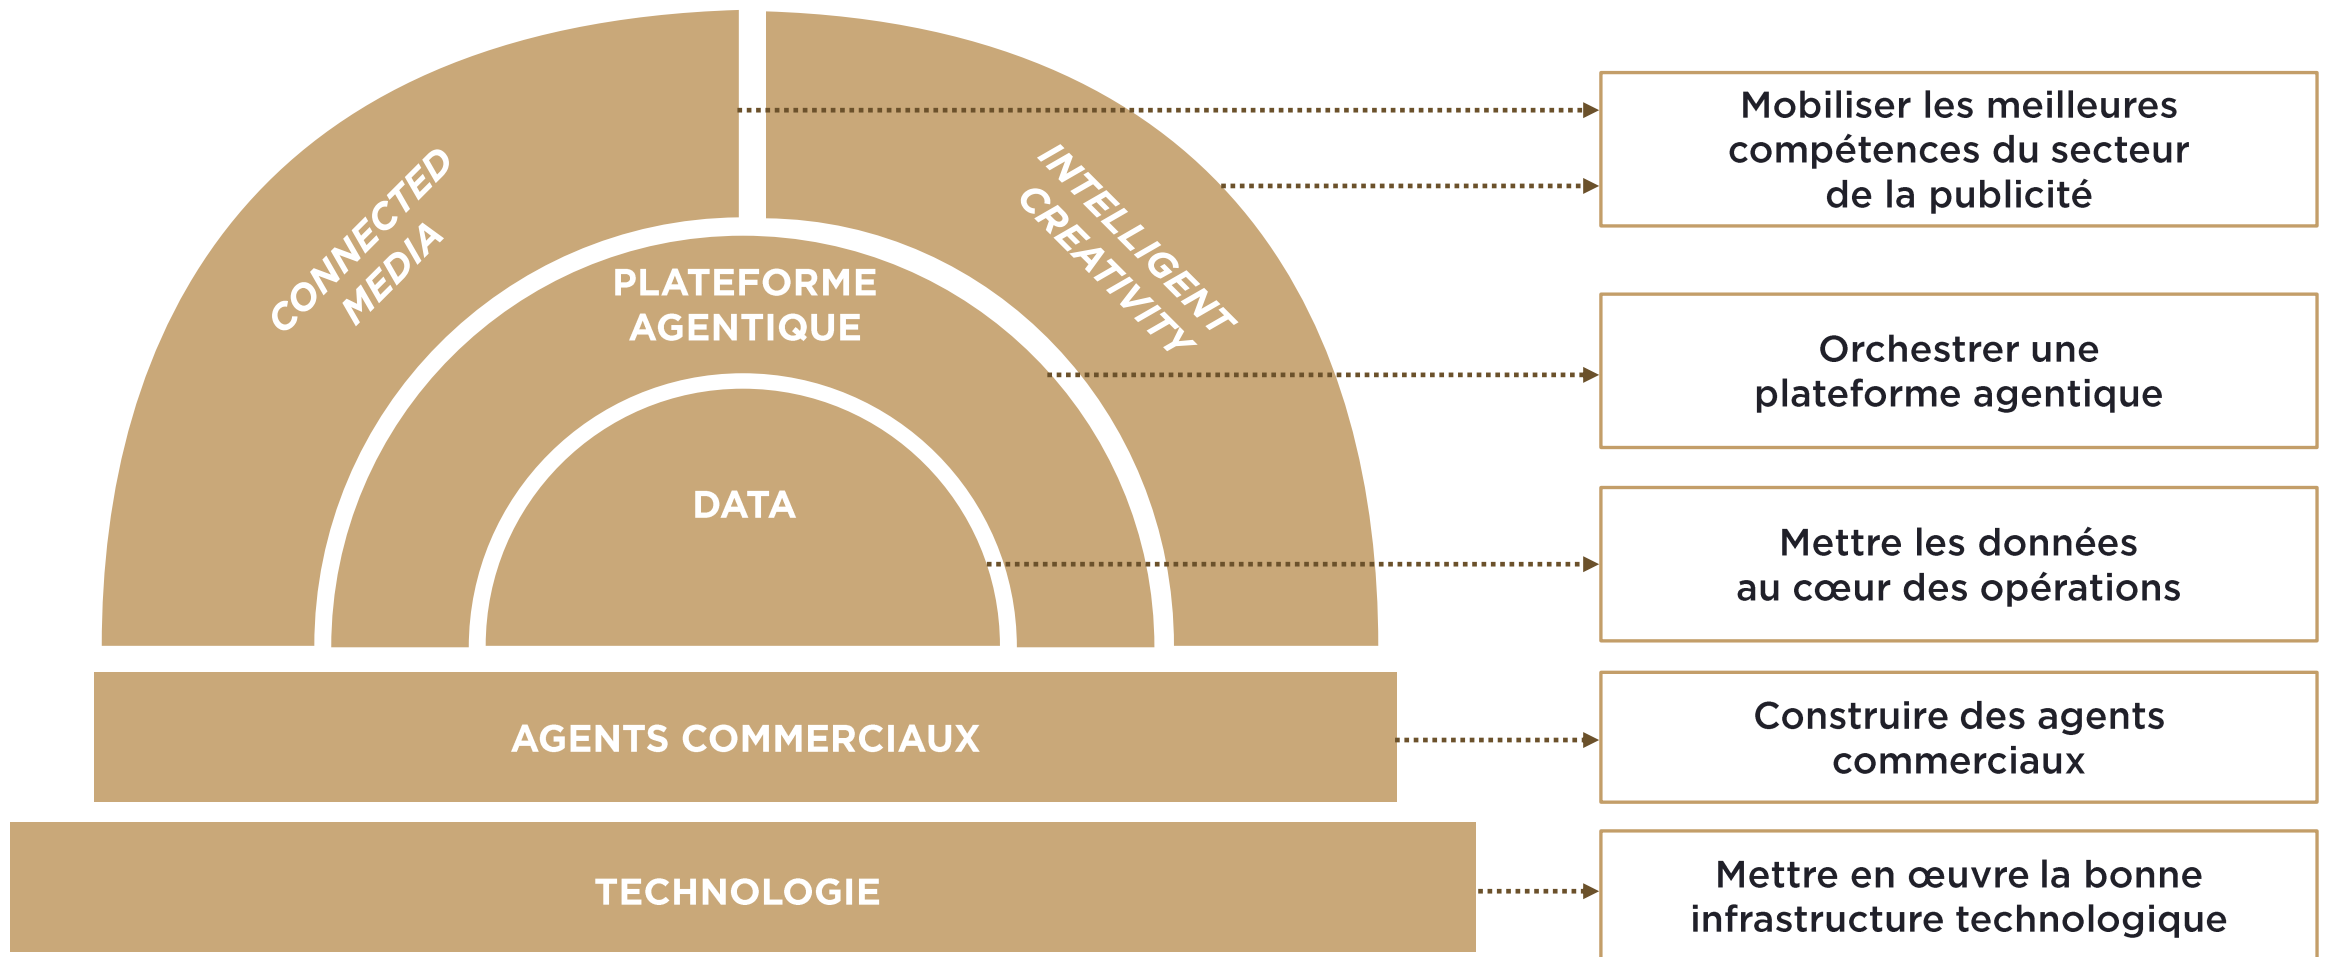 CONNECTED
MEDIA
INTELLIGENT
CREATIVITY
PLATEFORME
AGENTIQUE
DATA
AGENTS COMMERCIAUX
TECHNOLOGIE
Mobiliser les meilleures
compétences du secteur
de la publicité
Orchestrer une
plateforme agentique
Mettre les données
au cœur des opérations
Construire des agents
commerciaux
Mettre en œuvre la bonne
infrastructure technologique